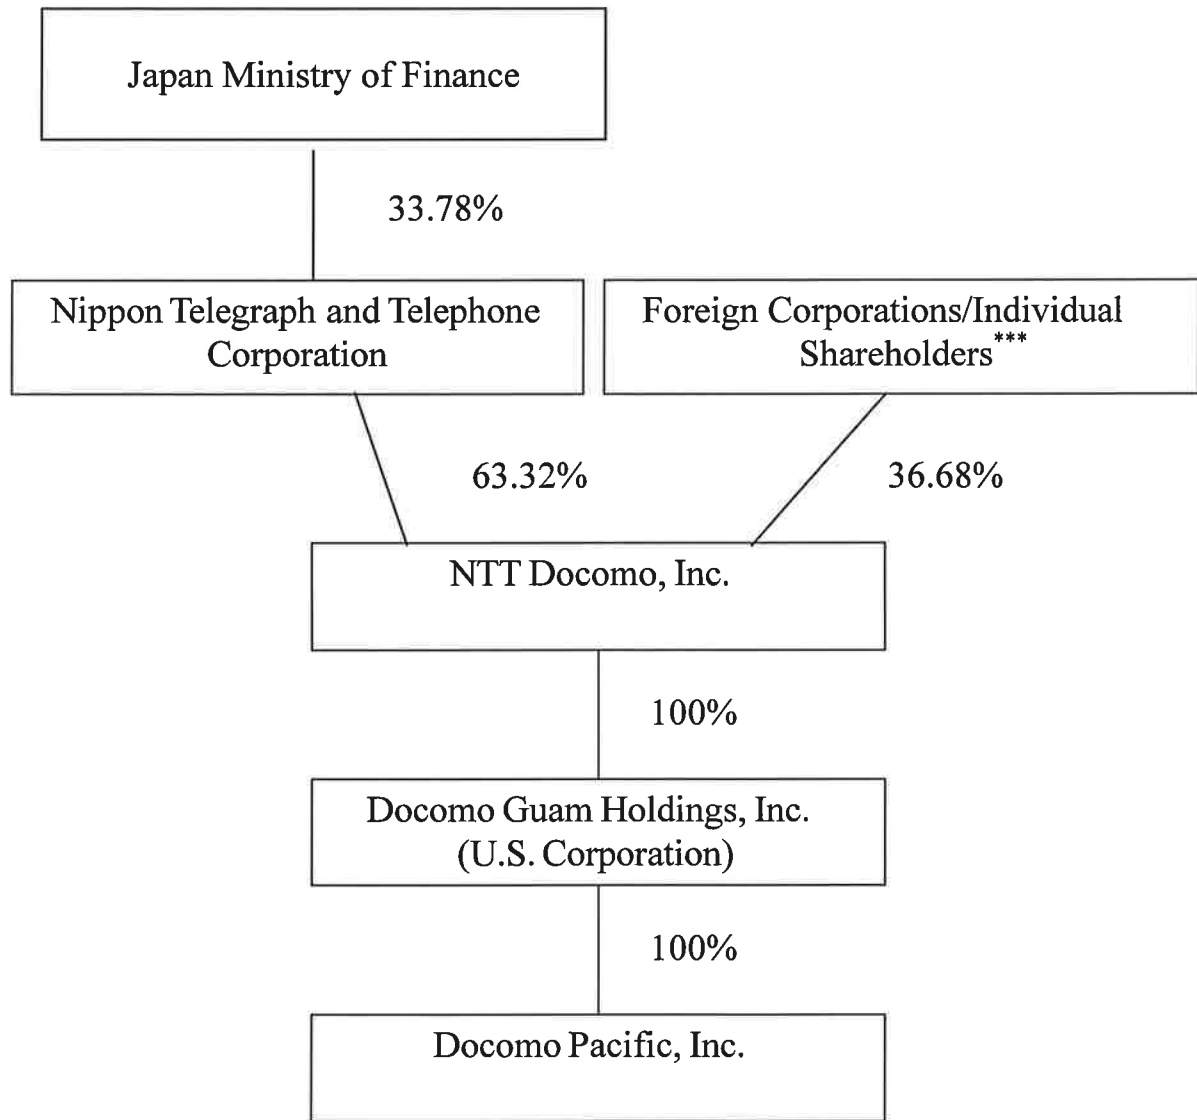 Japan Ministry of Finance
33.78%
Nippon Telegraph and Telephone
Corporation
Foreign Corporations/Individual
Shareholders***
63.32%
36.68%
NTT Docomo, Inc.
100%
Docomo Guam Holdings, Inc.
(U.S. Corporation)
100%
Docomo Pacific, Inc.